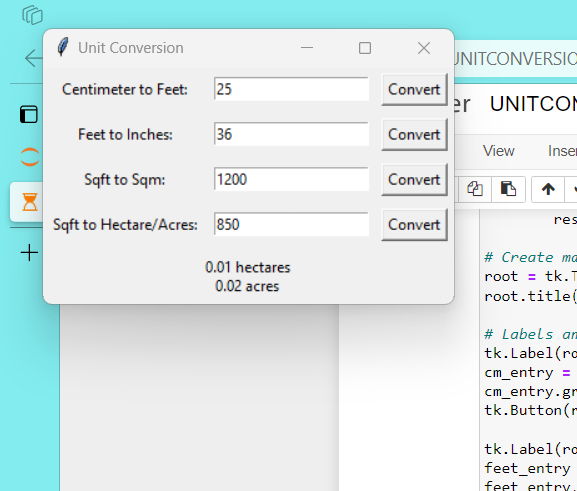 Unit Conversion
UNITCONVERSIO
Centimeter to Feet: 25 Convert
er UNITCON
Feet to Inches: 36 Convert
View Inser
Sqft to Sqm: 1200 Convert
res
Sqft to Hectare/Acres: 850 Convert
0.01 hectares
0.02 acres
# Create ma
root = tk.T
root.title(
# Labels an
tk.Label(ro
cm_entry =
cm_entry.gr
tk.Button(r
tk.Label(ro
feet_entry
feet_entry.